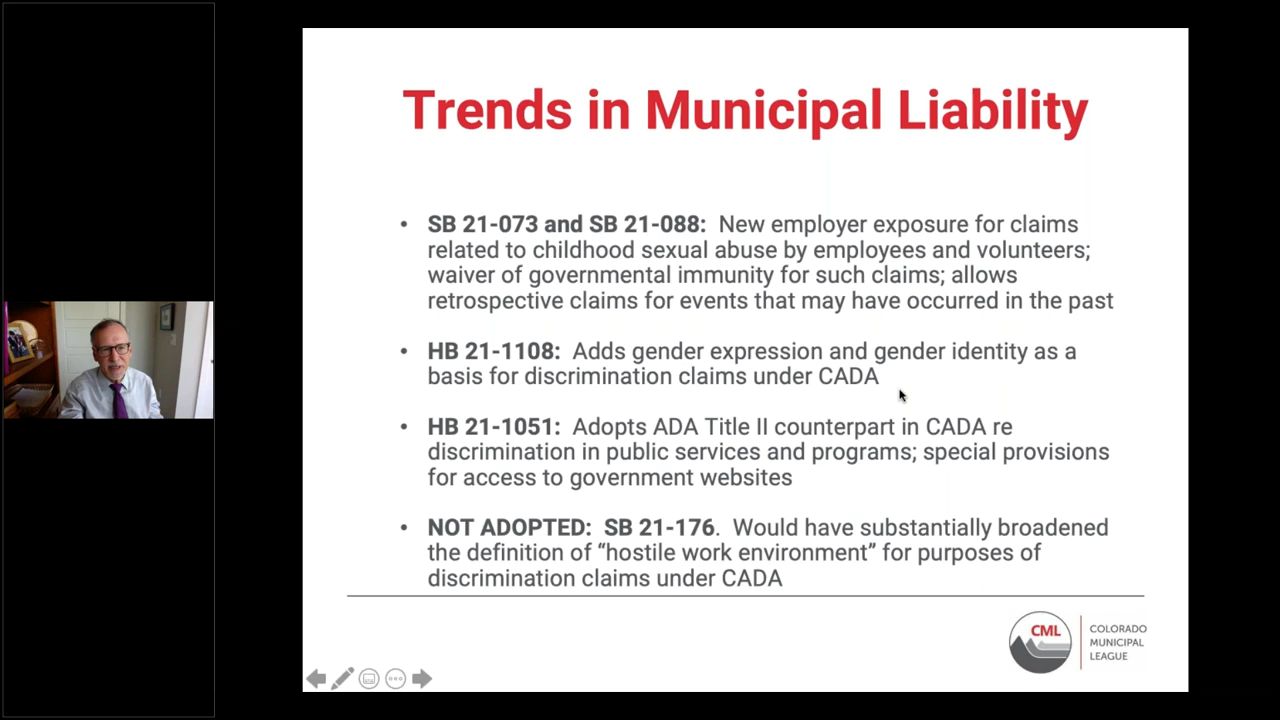 Trends in Municipal Liability
• SB 21-073 and SB 21-088: New employer exposure for claims
related to childhood sexual abuse by employees and volunteers;
waiver of governmental immunity for such claims; allows
retrospective claims for events that may have occurred in the past
• HB 21-1108: Adds gender expression and gender identity as a
basis for discrimination claims under CADA
• HB 21-1051: Adopts ADA Title II counterpart in CADA re
discrimination in public services and programs; special provisions
for access to government websites
• NOT ADOPTED: SB 21-176. Would have substantially broadened
the definition of “hostile work environment” for purposes of
discrimination claims under CADA
CML
COLORADO
MUNICIPAL
LEAGUE